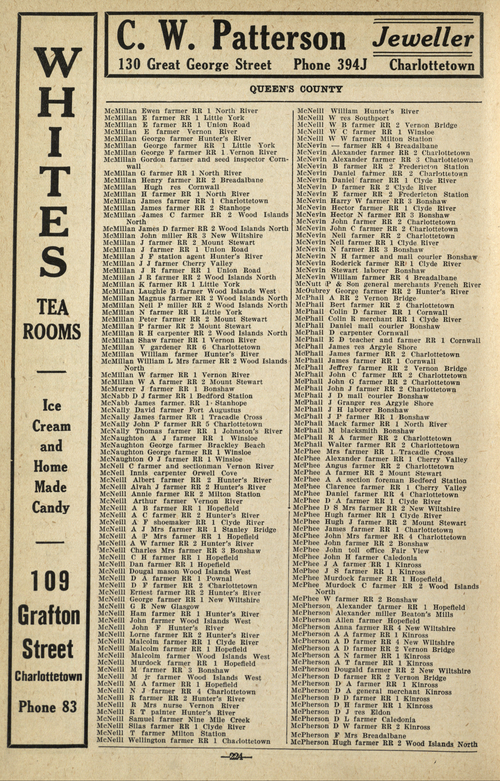 WHITES
TEA
ROOMS
Ice
Cream
and
Home
Made
Candy
109
Grafton
Street
Charlottetown
Phone 83
C. W. Patterson Jeweller
130 Great George Street Phone 394J Charlottetown
QUEEN'S COUNTY
McMillan Ewen farmer RR 1 North River
McMillan E farmer RR 1 Little York
McMillan E farmer RR 1 Union Road
McMillan E farmer Vernon River
McMillan George farmer Hunter's River
McMillan George farmer RR 1 Little York
McMillan George F farmer RR 1 Vernon River
McMillan Gordon farmer and seed inspector Corn-
wall
McMillan G farmer RR 1 North River
McMillan Henry farmer RR 2 Breadalbane
McMillan Hugh res Cornwall
McMillan H farmer RR 1 North River
McMillan James farmer RR 1 Charlottetown
McMillan James farmer RR 2 Stanhope
McMillan James C farmer RR 2 Wood Islands
North
McMillan James D farmer RR 2 Wood Islands North
McMillan John miller RR 3 New Wiltshire
McMillan J farmer RR 2 Mount Stewart
McMillan J farmer RR 1 Union Road
McMillan J F station agent Hunter's River
McMillan J J farmer Cherry Valley
McMillan J R farmer RR 1 Union Road
McMillan J R farmer RR 2 Wood Islands North
McMillan K farmer RR 1 Little York
McMillan Laughie B farmer Wood Islands West
McMillan Magnus farmer RR 2 Wood Islands North
McMillan Neil P miller RR 2 Wood Islands North
McMillan N farmer RR 1 Little York
McMillan Peter farmer RR 2 Mount Stewart
McMillan P farmer RR 2 Mount Stewart
McMillan R H carpenter RR 2 Wood Islands North
McMillan Shaw farmer RR 1 Vernon River
McMillan V gardener RR 6 Charlottetown
McMillan William farmer Hunter's River
McMillan William L Mrs farmer RR 2 Wood Islands
North
McMillan W farmer RR 1 Vernon River
McMillan W A farmer RR 2 Mount Stewart
McMurrer J farmer RR 1 Bonshaw
McNabb D J farmer RR 1 Bedford Station
McNabb James farmer RR 1 Stanhope
McNally David farmer Fort Augustus
McNally James farmer RR 1 Tracadie Cross
McNally John P farmer RR 5 Charlottetown
McNally Thomas farmer RR 1 Johnston's River
McNaughton A J farmer RR 1 Winsloe
McNaughton George farmer Brackley Beach
McNaughton George farmer RR 1 Winsloe
McNaughton O J farmer RR 1 Winsloe
McNeil C farmer and sectionman Vernon River
McNeil Innis carpenter Orwell Cove
McNeill Albert farmer RR 2 Hunter's River
McNeill Alvah J farmer RR 2 Hunter's River
McNeill Annie farmer RR 2 Milton Station
McNeill Arthur farmer Vernon River
McNeill A B farmer RR 1 Hopefield
McNeill A C farmer RR 2 Hunter's River
McNeill A F shoemaker RR 1 Clyde River
McNeill A J Mrs farmer RR 1 Stanley Bridge
McNeill A P Mrs farmer RR 1 Hopefield
McNeill A W farmer RR 2 Hunter's River
McNeill Charles Mrs farmer RR 3 Bonshaw
McNeill C H farmer RR 1 Hopefield
McNeill Dan farmer RR 1 Hopefield
McNeill Dougal mason Wood Islands West
McNeill D A farmer RR 1 Pownal
McNeill D F farmer RR 2 Charlottetown
McNeill Ernest farmer RR 2 Hunter's River
McNeill George farmer RR 1 New Wiltshire
McNeill G R New Glasgow
McNeill Ham farmer RR 1 Hunter's River
McNeill John farmer Wood Islands West
McNeill John F Hunter's River
McNeill Lorne farmer RR 2 Hunter's River
McNeill Malcolm farmer RR 1 Clyde River
McNeill Malcolm farmer RR 1 Hopefield
McNeill Malcolm farmer Wood Islands West
McNeill Murdock farmer RR 1 Hopefield
McNeill M farmer RR 3 Bonshaw
McNeill M jr farmer Wood Islands West
McNeill M A farmer RR 1 Hopefield
McNeill N J farmer RR 4 Charlottetown
McNeill R farmer RR 2 Hunter's River
McNeill R Mrs nurse Vernon River
McNeill R T painter Hunter's River
McNeill Samuel farmer Nine Mile Creek
McNeill Silas farmer RR 1 Clyde River
McNeill T farmer Milton Station
McNeill Wellington farmer RR 1 Charlottetown
McNeill William Hunter's River
McNeill W res Southport
McNeill W B farmer RR 2 Vernon Bridge
McNeill W C farmer RR 1 Winsloe
McNeill W W farmer Milton Station
McNevin — farmer RR 4 Breadalbane
McNevin Alexander farmer RR 2 Charlottetown
McNevin Alexander farmer RR 3 Charlottetown
McNevin B farmer RR 2 Fredericton Station
McNevin Daniel farmer RR 2 Charlottetown
McNevin Daniel farmer RR 1 Clyde River
McNevin D farmer RR 2 Clyde River
McNevin E farmer RR 2 Fredericton Station
McNevin Harry W farmer RR 3 Bonshaw
McNevin Hector farmer RR 1 Clyde River
McNevin Hector N farmer RR 3 Bonshaw
McNevin John farmer RR 2 Charlottetown
McNevin John C farmer RR 2 Charlottetown
McNevin Neil farmer RR 2 Charlottetown
McNevin Neil farmer RR 1 Clyde River
McNevin N farmer RR 3 Bonshaw
McNevin N H farmer and mail courier Bonshaw
McNevin Roderick farmer RR 1 Clyde River
McNevin Stewart laborer Bonshaw
McNevin William farmer RR 4 Breadalbane
McNutt P & Son general merchants French River
McOubrey George farmer RR 2 Hunter's River
McPhail A RR 2 Vernon Bridge
McPhail Bert farmer RR 2 Charlottetown
McPhail Colin D farmer RR 1 Cornwall
McPhail Colin R merchant RR 1 Clyde River
McPhail Daniel mail courier Bonshaw
McPhail D carpenter Cornwall
McPhail E D teacher and farmer RR 1 Cornwall
McPhail James res Argyle Shore
McPhail James farmer RR 2 Charlottetown
McPhail James farmer RR 1 Cornwall
McPhail Jeffrey farmer RR 2 Vernon Bridge
McPhail John C farmer RR 2 Charlottetown
McPhail John G farmer RR 2 Charlottetown
McPhail John J farmer RR 2 Charlottetown
McPhail J D mail courier Bonshaw
McPhail J Granger res Argyle Shore
McPhail J H laborer Bonshaw
McPhail J P farmer RR 1 Bonshaw
McPhail Mack farmer RR 1 North River
McPhail M blacksmith Bonshaw
McPhail R A farmer RR 2 Charlottetown
McPhail Walter farmer RR 2 Charlottetown
McPhee Mrs farmer RR 1 Tracadie Cross
McPhee Alexander farmer RR 1 Cherry Valley
McPhee Angus farmer RR 2 Charlottetown
McPhee A farmer RR 2 Mount Stewart
McPhee A A section foreman Bedford Station
McPhee Clarence farmer RR 1 Cherry Valley
McPhee Daniel farmer RR 4 Charlottetown
McPhee D A farmer RR 1 Clyde River
McPhee D S Mrs farmer RR 2 New Wiltshire
McPhee Hugh farmer RR 1 Clyde River
McPhee Hugh J farmer RR 2 Mount Stewart
McPhee James farmer RR 1 Charlottetown
McPhee John Mrs farmer RR 4 Charlottetown
McPhee John farmer RR 2 Bonshaw
McPhee John toll office Fair View
McPhee John H farmer Caledonia
McPhee J A farmer RR 1 Kinross
McPhee J S farmer RR 1 Kinross
McPhee Murdock farmer RR 1 Hopefield
McPhee Murdock C farmer RR 2 Wood Islands
North
McPhee W farmer RR 2 Bonshaw
McPherson Alexander farmer RR 1 Hopefield
McPherson Alexander miller Beaton's Mills
McPherson Allen farmer Hopefield
McPherson Anna farmer RR 4 New Wiltshire
McPherson A A farmer RR 1 Kinross
McPherson A D farmer RR 4 New Wiltshire
McPherson A D farmer RR 2 Vernon Bridge
McPherson A N farmer RR 1 Kinross
McPherson A T farmer RR 1 Kinross
McPherson Dougald farmer RR 2 New Wiltshire
McPherson D farmer RR 2 Vernon Bridge
McPherson D A farmer RR 1 Kinross
McPherson D A general merchant Kinross
McPherson D D farmer RR 1 Kinross
McPherson D H farmer RR 1 Kinross
McPherson D J res Eldon
McPherson D L farmer Caledonia
McPherson D W farmer RR 1 Kinross
McPherson F Mrs Breadalbane
McPherson Hugh farmer RR 2 Wood Islands North
—224—